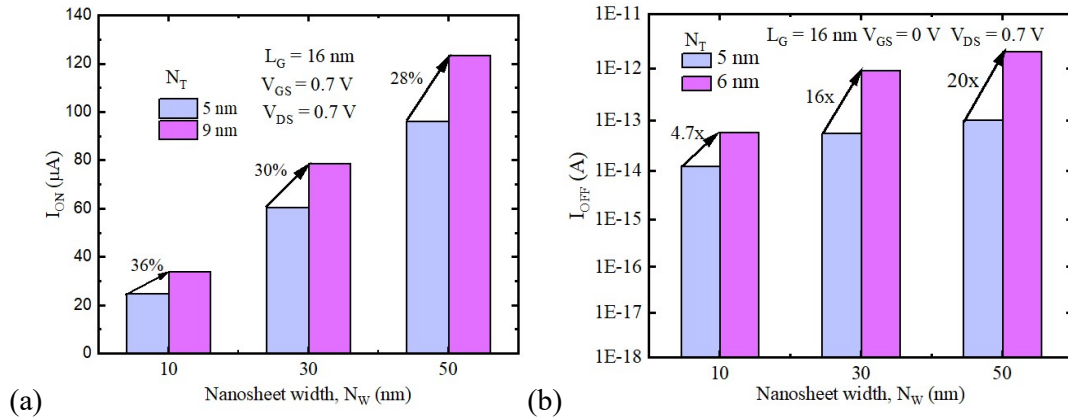 140
120
100
80
60
40
20
0
I_ON (µA)
N_T
5 nm
9 nm
L_G = 16 nm
V_GS = 0.7 V
V_DS = 0.7 V
36%
30%
28%
10 30 50
Nanosheet width, N_W (nm)
(a)
1E-11
1E-12
1E-13
1E-14
1E-15
1E-16
1E-17
1E-18
I_OFF (A)
N_T
5 nm
6 nm
L_G = 16 nm V_GS = 0 V V_DS = 0.7 V
4.7x
16x
20x
10 30 50
Nanosheet width, N_W (nm)
(b)